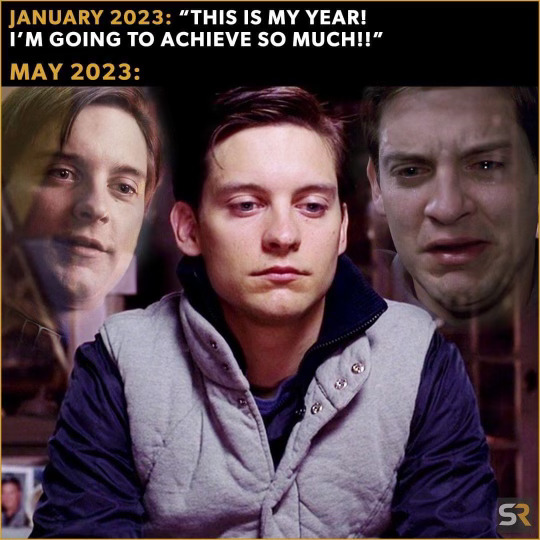 JANUARY 2023: “THIS IS MY YEAR!
I’M GOING TO ACHIEVE SO MUCH!!”
MAY 2023:
SR